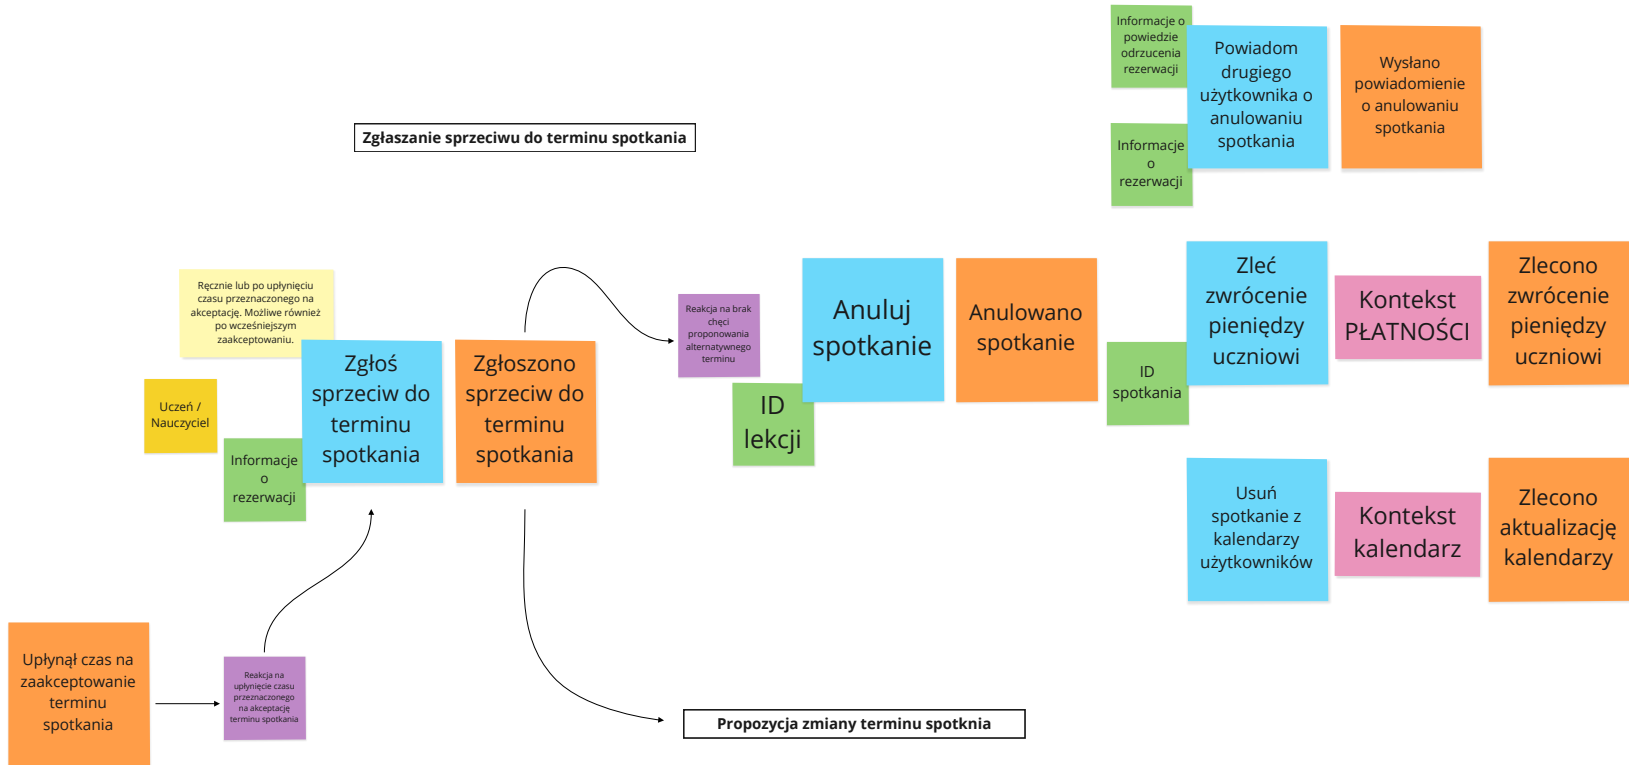 Informacje o
powiedzie
odrzucenia
rezerwacji
Powiadom
drugiego
użytkownika o
anulowaniu
spotkania
Wysłano
powiadomienie
o anulowaniu
spotkania
Informacje
o
rezerwacji
Zgłaszanie sprzeciwu do terminu spotkania
Ręcznie lub po upłynięciu
czasu przeznaczonego na
akceptację. Możliwe również
po wcześniejszym
zaakceptowaniu.
Uczeń /
Nauczyciel
Informacje
o
rezerwacji
Zgłoś
sprzeciw do
terminu
spotkania
Zgłoszono
sprzeciw do
terminu
spotkania
Reakcja na brak
chęci
proponowania
alternatywnego
terminu
ID
lekcji
Anuluj
spotkanie
Anulowano
spotkanie
ID
spotkania
Zleć
zwrócenie
pieniędzy
uczniowi
Kontekst
PŁATNOŚCI
Zlecono
zwrócenie
pieniędzy
uczniowi
Usuń
spotkanie z
kalendarzy
użytkowników
Kontekst
kalendarz
Zlecono
aktualizację
kalendarzy
Upłynął czas na
zaakceptowanie
terminu
spotkania
Reakcja na
upłynięcie czasu
przeznaczonego
na akceptację
terminu spotkania
Propozycja zmiany terminu spotknia